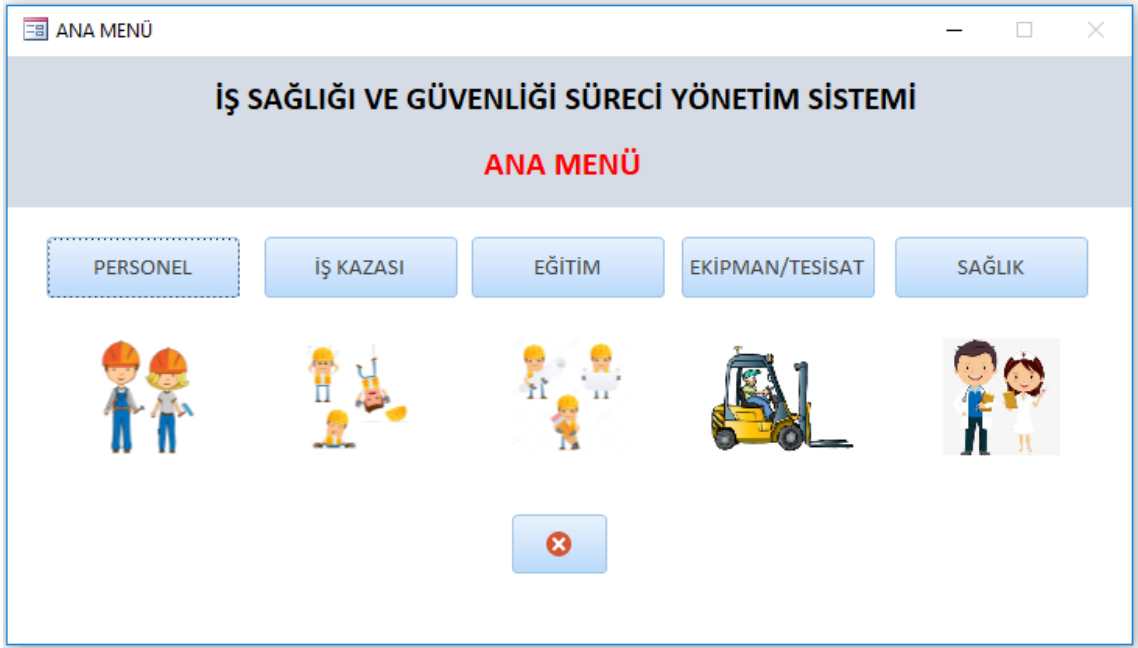 ANA MENÜ
İŞ SAĞLIĞI VE GÜVENLİĞİ SÜRECİ YÖNETİM SİSTEMİ
ANA MENÜ
PERSONEL İŞ KAZASI EĞİTİM EKİPMAN/TESİSAT SAĞLIK